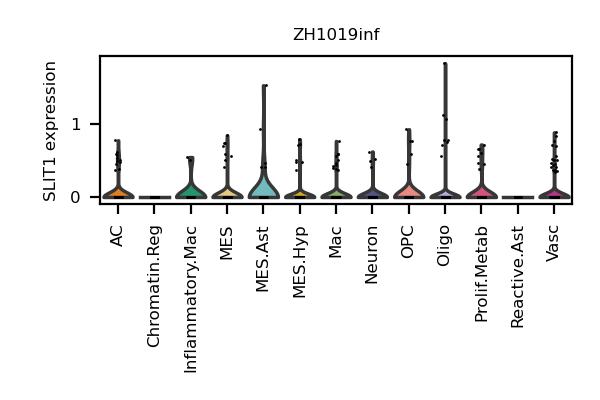 ZH1019inf
SLIT1 expression
1
0
AC
Chromatin.Reg
Inflammatory.Mac
MES
MES.Ast
MES.Hyp
Mac
Neuron
OPC
Oligo
Prolif.Metab
Reactive.Ast
Vasc